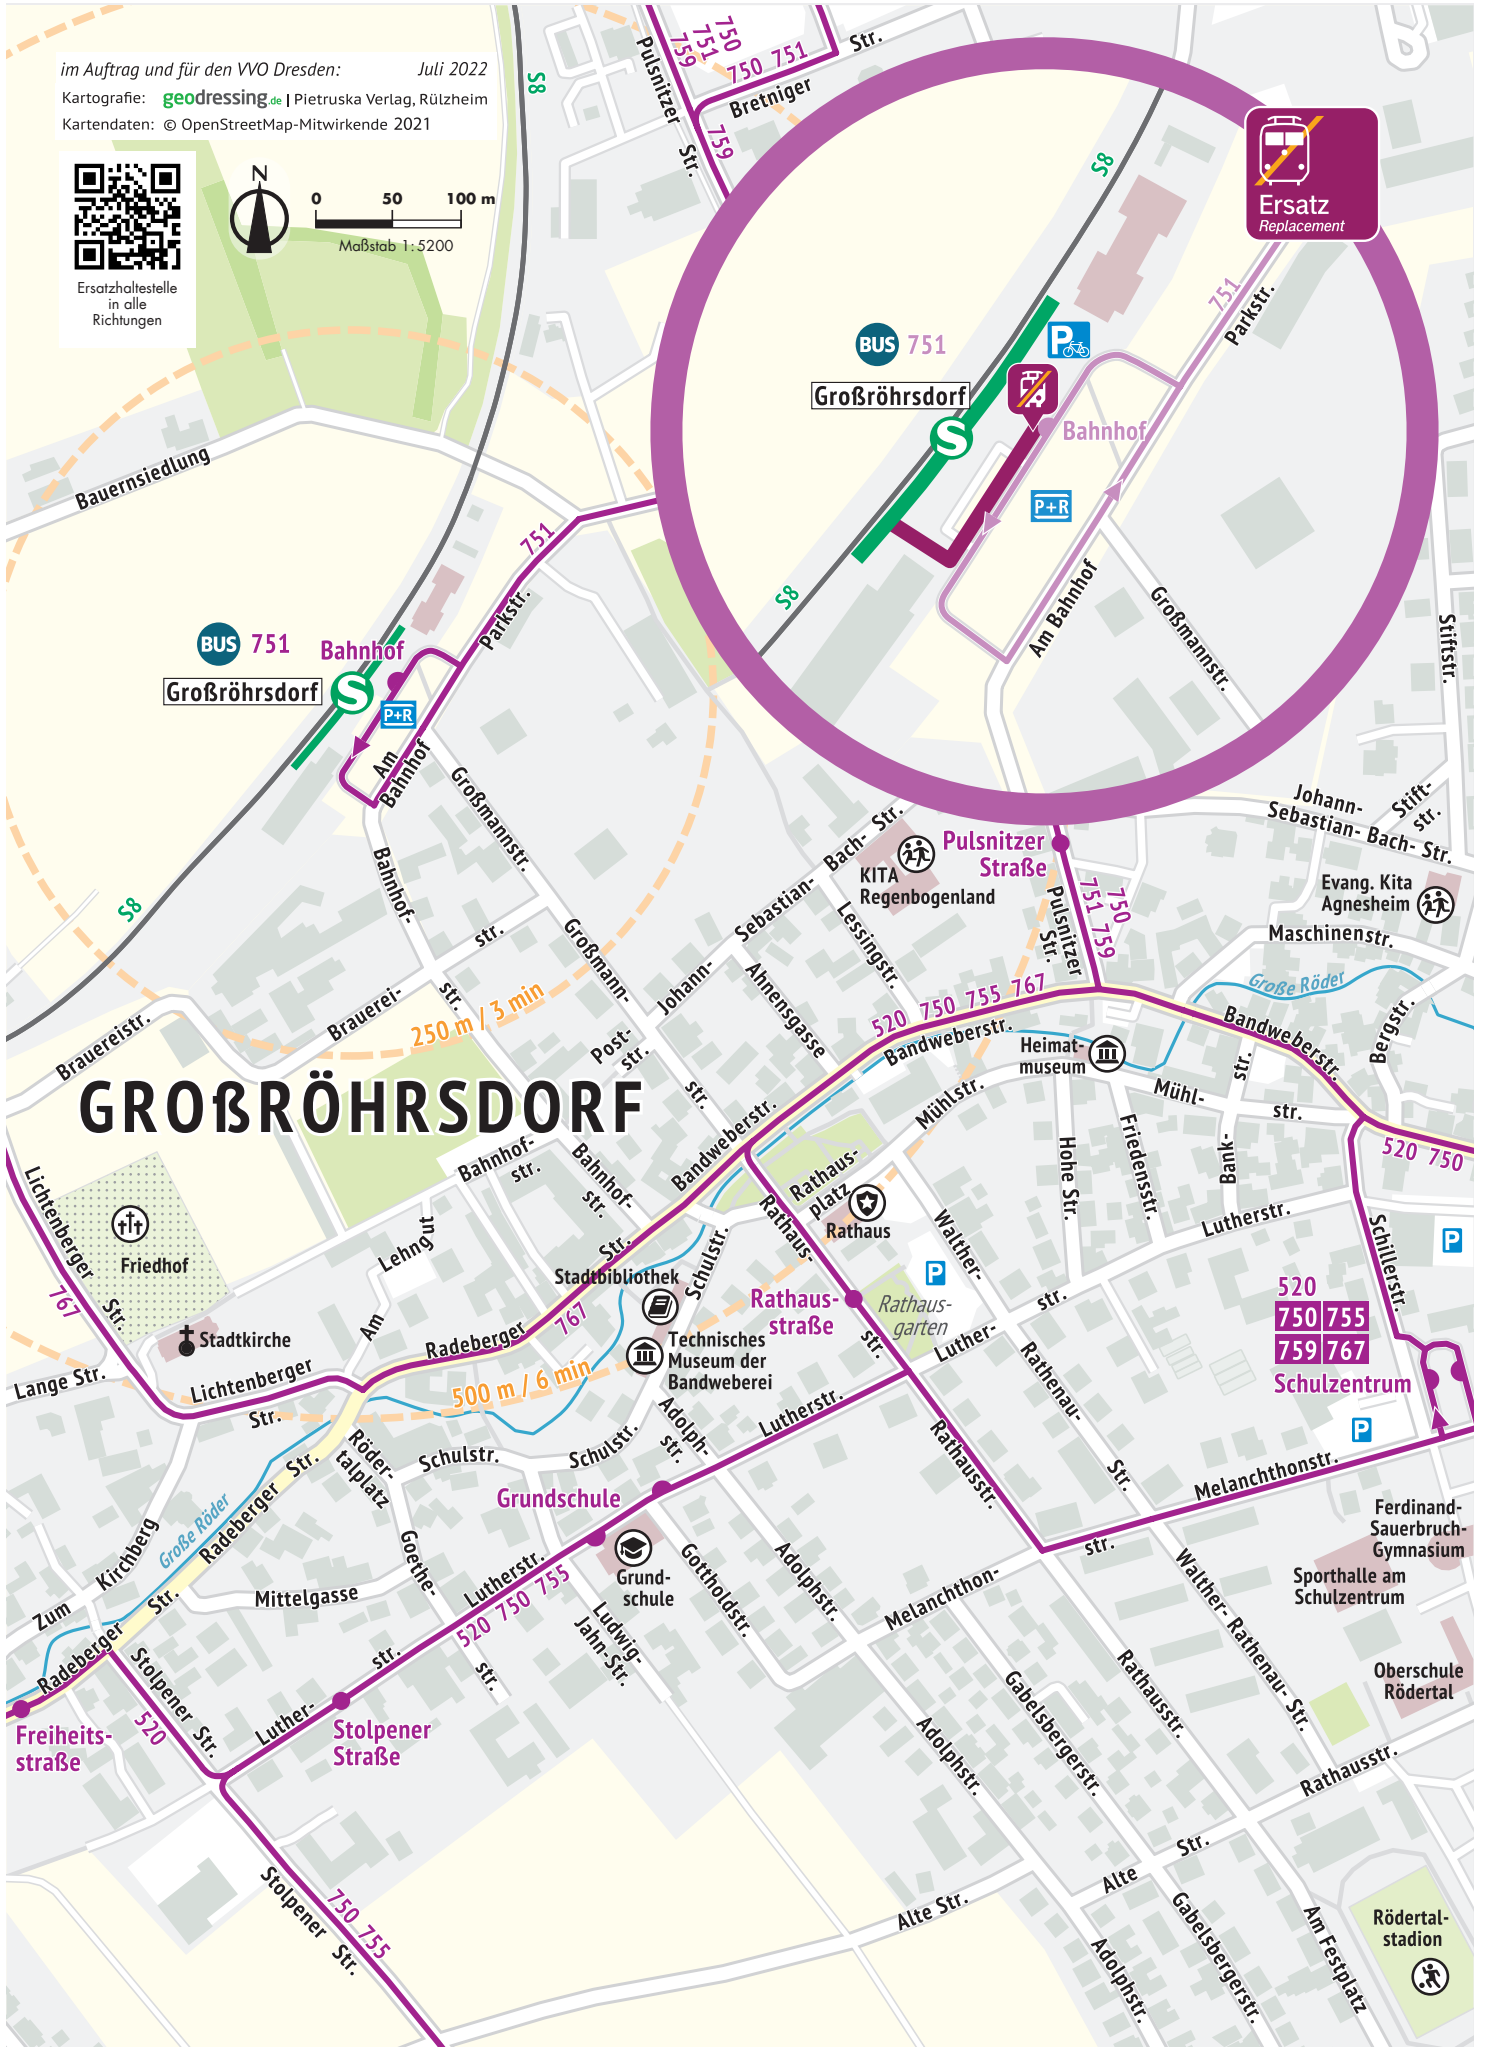 im Auftrag und für den VVO Dresden: Juli 2022
Kartografie: geodressing.de | Pietruska Verlag, Rülzheim
Kartendaten: © OpenStreetMap-Mitwirkende 2021
Ersatzhaltestelle
in alle
Richtungen
N
0 50 100 m
Maßstab 1:5200
S8
Pulsnitzer
Str.
759
751
750
750 751
Bretniger
Str.
759
S8
Ersatz
Replacement
751
Parkstr.
BUS 751
Großröhrsdorf
S
P
Bahnhof
P+R
S8
Am Bahnhof
Großmannstr.
Stiftstr.
Bauernsiedlung
751
Parkstr.
BUS 751
Bahnhof
Großröhrsdorf
S
P+R
Am
Bahnhof
Großmannstr.
S8
Bahnhof-
str.
Brauerei-
str.
Brauereistr.
Großmann-
str.
250 m / 3 min
GROßRÖHRSDORF
Johann-
Sebastian-
Bach-
Str.
KITA
Regenbogenland
Lessingstr.
Ahnensgasse
Post-
str.
Pulsnitzer
Straße
751 759
750
Pulsnitzer
Str.
Johann-
Sebastian- Bach- Str.
Stift-
str.
Evang. Kita
Agnesheim
Maschinenstr.
Große Röder
Bergstr.
Bandweberstr.
520 750 755 767
Bandweberstr.
Heimat-
museum
Mühlstr.
Mühl-
str.
str.
Bauk-
Friedensstr.
Hohe Str.
Lutherstr.
520 750
Schillerstr.
P
Bandweberstr.
Bahnhof-
str.
Bahnhof-
str.
Rathaus-
platz
Rathaus
Rathaus-
str.
Walther-
Rathenau-
Str.
P
Rathaus-
garten
Rathaus-
straße
Luther-
str.
Lichtenberger
Str.
767
Friedhof
Stadtkirche
Lange Str.
Lichtenberger
Str.
Am
Lehngut
Radeberger
Str.
767
Stadtbibliothek
Schulstr.
Technisches
Museum der
Bandweberei
500 m / 6 min
520
750 755
759 767
Schulzentrum
P
Melanchthonstr.
Röder-
talplatz
Schulstr.
Schulstr.
Adolph-
str.
Lutherstr.
Rathausstr.
Grundschule
Grund-
schule
Große Röder
Radeberger
Str.
Zum
Kirchberg
Mittelgasse
Goethe-
str.
Lutherstr.
520 750 755
Ludwig-
Jahn-Str.
Gottholdstr.
Adolphstr.
Melanchthon-
str.
Ferdinand-
Sauerbruch-
Gymnasium
Sporthalle am
Schulzentrum
Walther- Rathenau- Str.
Rathausstr.
Oberschule
Rödertal
Radeberger
Str.
Freiheits-
straße
Stolpener Str.
520
Luther-
str.
Stolpener
Straße
Gabelsbergerstr.
Adolphstr.
Rathausstr.
Stolpener
Str.
750 755
Alte Str.
Alte
Str.
Gabelsbergerstr.
Adolphstr.
Am Festplatz
Rödertal-
stadion